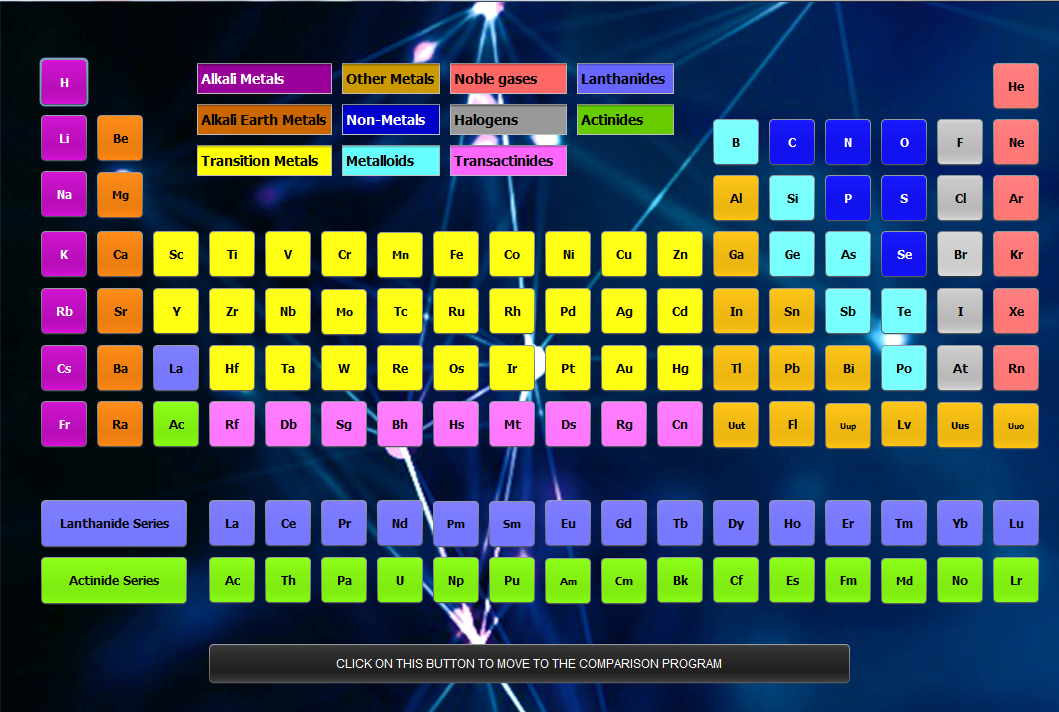 H Alkali Metals Other Metals Noble gases Lanthanides He
Li Be Alkali Earth Metals Non-Metals Halogens Actinides B C N O F Ne
Transition Metals Metalloids Transactinides
Na Mg Al Si P S Cl Ar
K Ca Sc Ti V Cr Mn Fe Co Ni Cu Zn Ga Ge As Se Br Kr
Rb Sr Y Zr Nb Mo Tc Ru Rh Pd Ag Cd In Sn Sb Te I Xe
Cs Ba La Hf Ta W Re Os Ir Pt Au Hg Tl Pb Bi Po At Rn
Fr Ra Ac Rf Db Sg Bh Hs Mt Ds Rg Cn Uut Fl Uup Lv Uus Uuo
Lanthanide Series La Ce Pr Nd Pm Sm Eu Gd Tb Dy Ho Er Tm Yb Lu
Actinide Series Ac Th Pa U Np Pu Am Cm Bk Cf Es Fm Md No Lr
CLICK ON THIS BUTTON TO MOVE TO THE COMPARISON PROGRAM